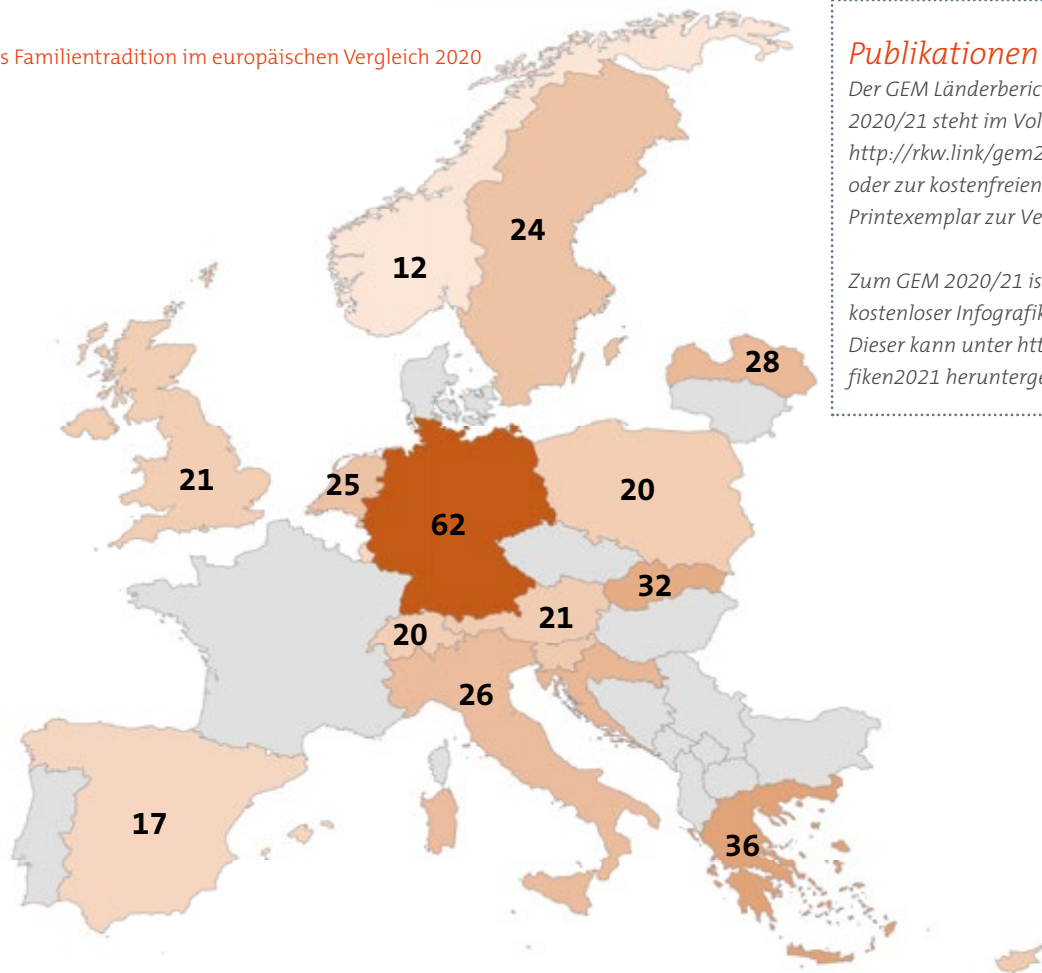 s Familientradition im europäischen Vergleich 2020
Publikationen
Der GEM Länderberic
2020/21 steht im Vol
http://rkw.link/gem2
oder zur kostenfreien
Printexemplar zur Ve
Zum GEM 2020/21 is
kostenloser Infografik
Dieser kann unter htt
fiken2021 herunterge
24
12
28
21
25
62
20
32
21
20
26
17
36